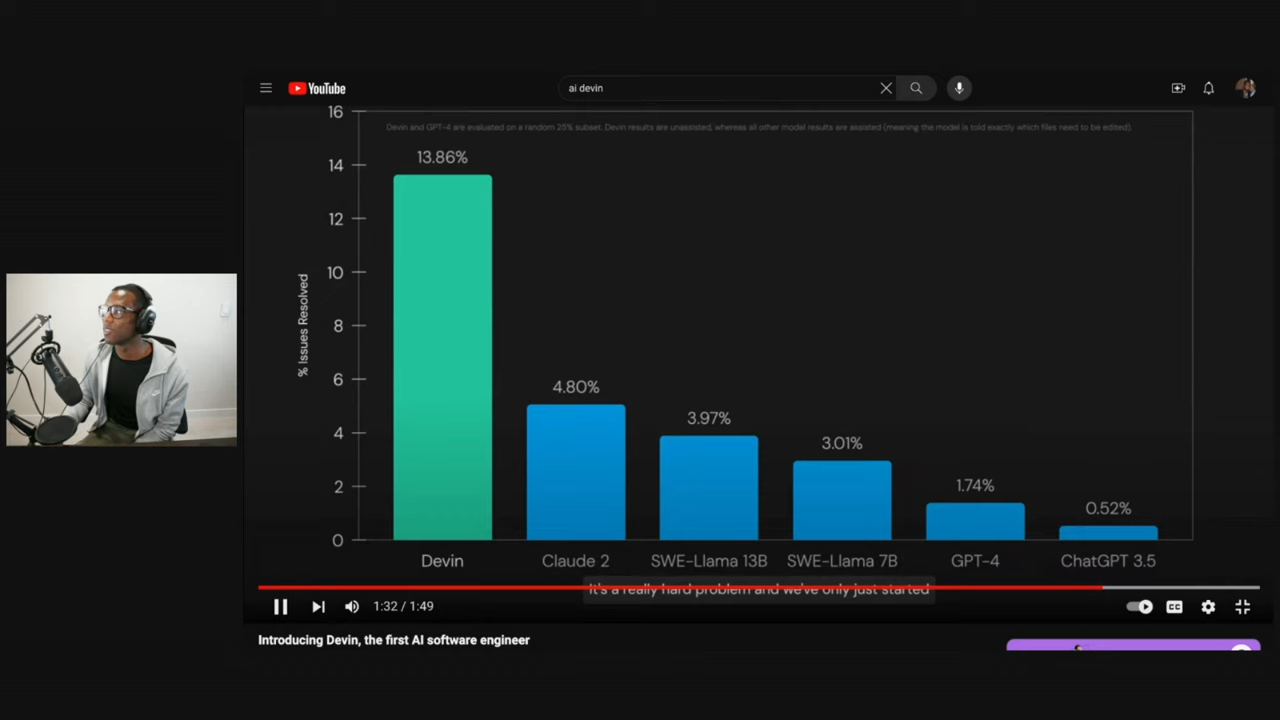 YouTube
ai devin
Devin and GPT-4 are evaluated on a random 25% subset. Devin results are unassisted, whereas all other model results are assisted (meaning the model is told exactly which files need to be edited).
16
14
12
10
8
6
4
2
0
% Issues Resolved
13.86%
4.80%
3.97%
3.01%
1.74%
0.52%
Devin
Claude 2
SWE-Llama 13B
SWE-Llama 7B
GPT-4
ChatGPT 3.5
It's a really hard problem and we've only just started
1:32 / 1:49
CC
Introducing Devin, the first AI software engineer